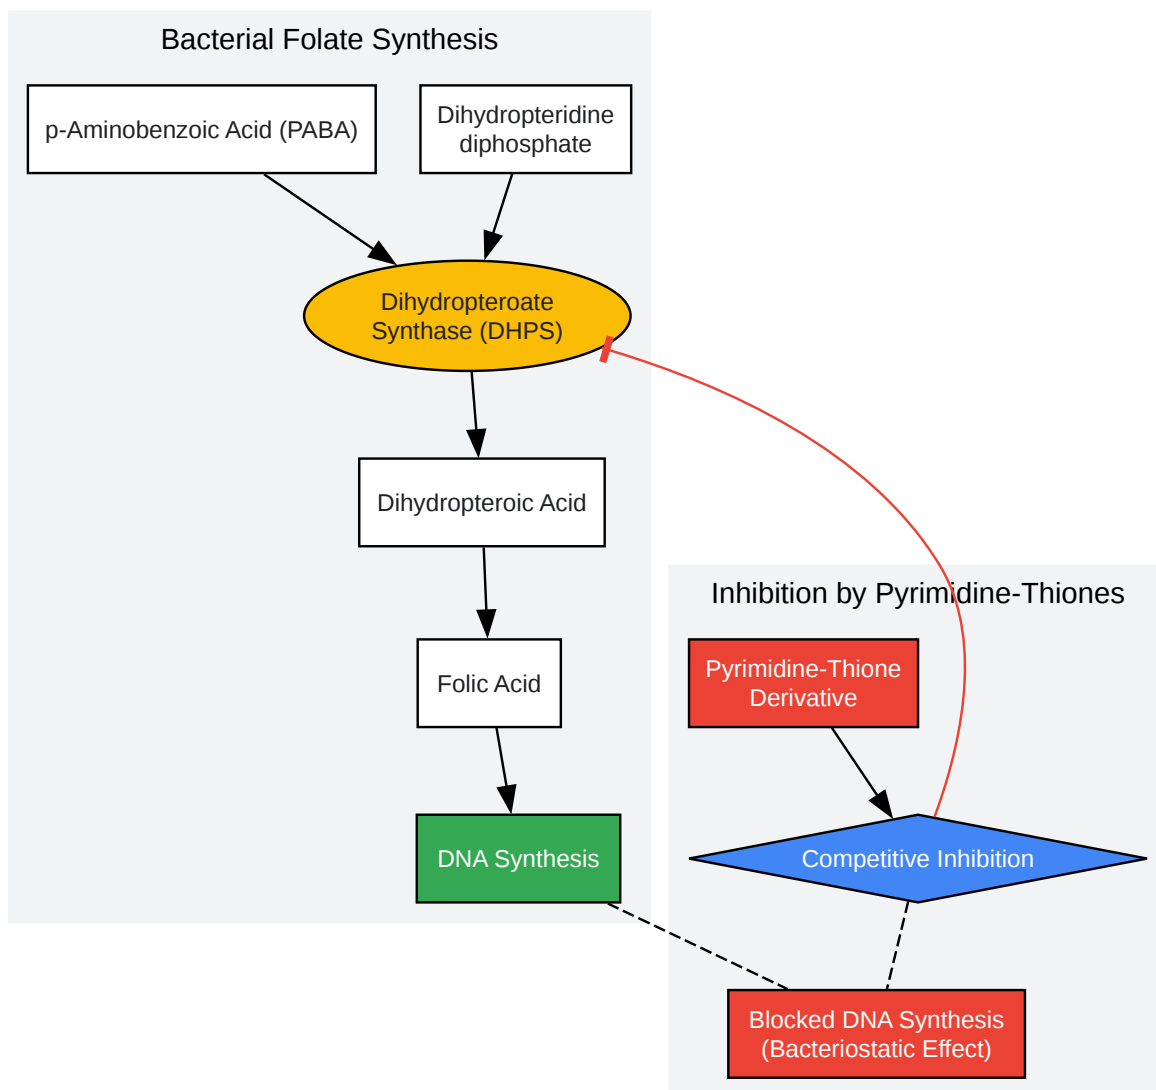 Bacterial Folate Synthesis
p-Aminobenzoic Acid (PABA)
Dihydropteridine
diphosphate
Dihydropteroate
Synthase (DHPS)
Dihydropteroic Acid
Folic Acid
DNA Synthesis
Inhibition by Pyrimidine-Thiones
Pyrimidine-Thione
Derivative
Competitive Inhibition
Blocked DNA Synthesis
(Bacteriostatic Effect)